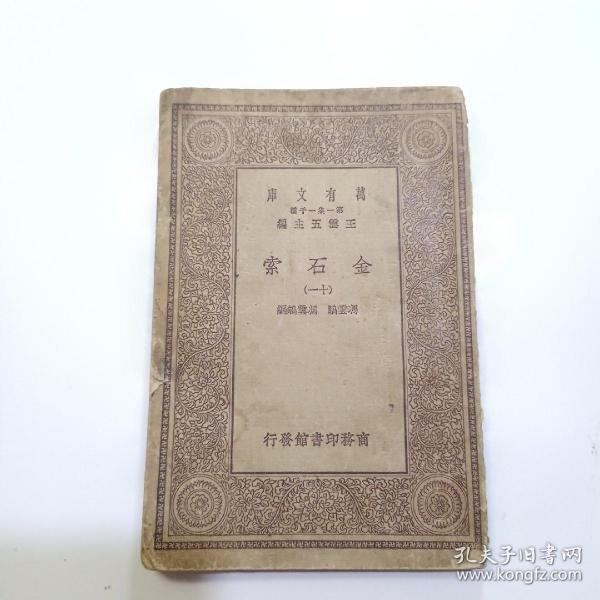 萬有文庫
第一集一千種
王雲五主編
金石索
（十一）
馮雲鵬 馮雲鵷編
商務印書館發行
孔夫子旧书网
www.kongfz.com